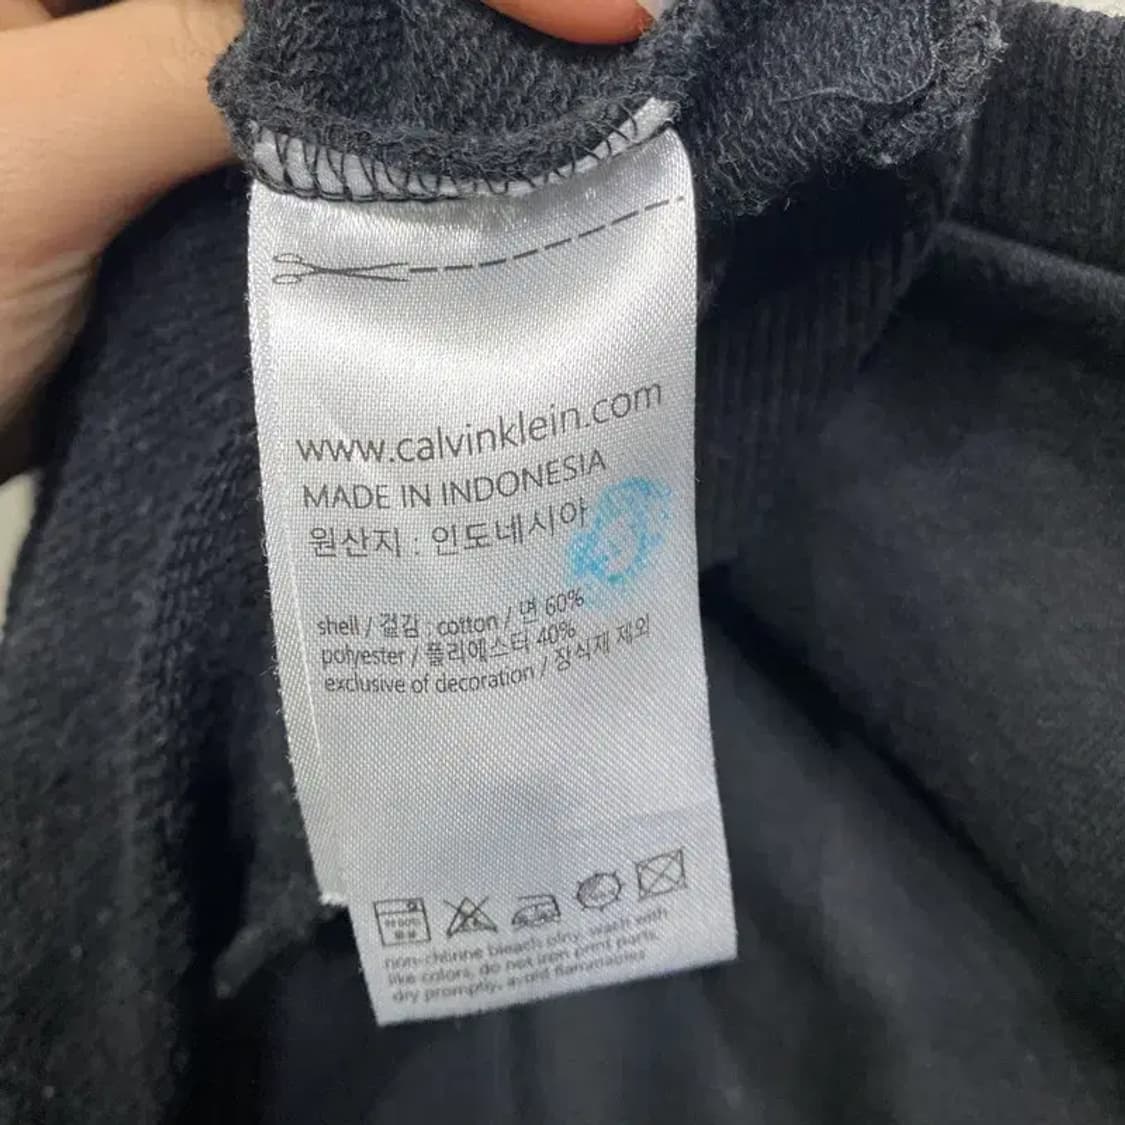 www.calvinklein.com
MADE IN INDONESIA
원산지 : 인도네시아
shell / 겉감 : cotton / 면 60%
polyester / 폴리에스터 40%
exclusive of decoration / 장식재 제외
non-chlorine bleach only, wash with
like colors, do not iron print parts,
dry promptly, avoid flammables